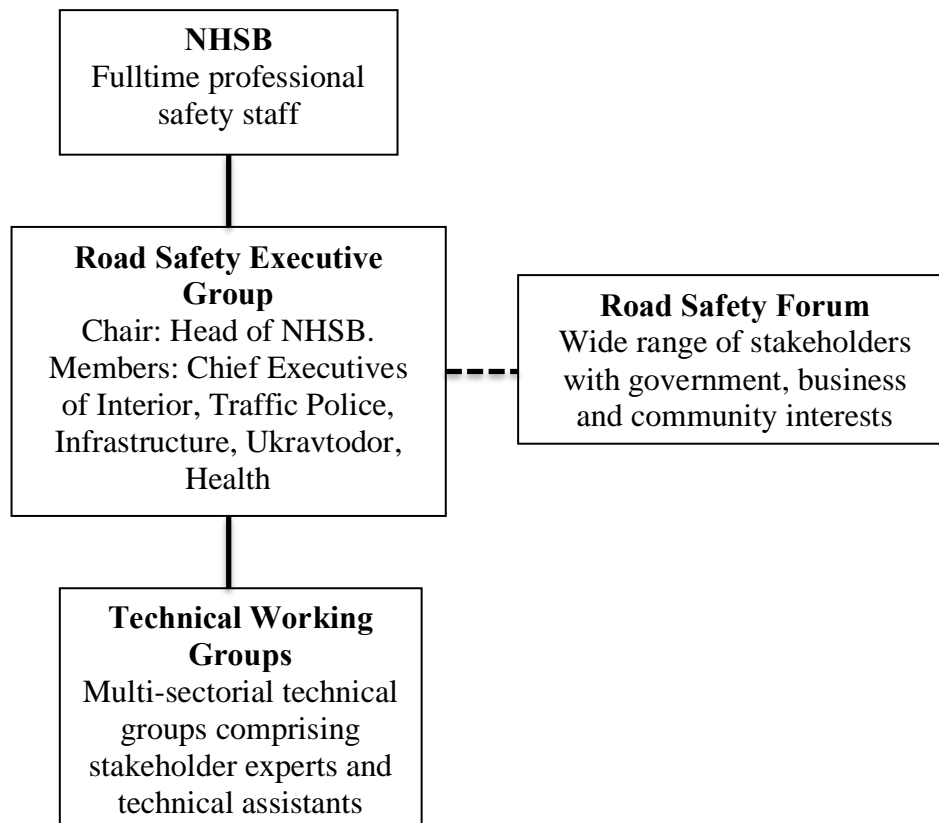 NHSB
Fulltime professional
safety staff
Road Safety Executive
Group
Chair: Head of NHSB.
Members: Chief Executives
of Interior, Traffic Police,
Infrastructure, Ukravtodor,
Health
Road Safety Forum
Wide range of stakeholders
with government, business
and community interests
Technical Working
Groups
Multi-sectorial technical
groups comprising
stakeholder experts and
technical assistants